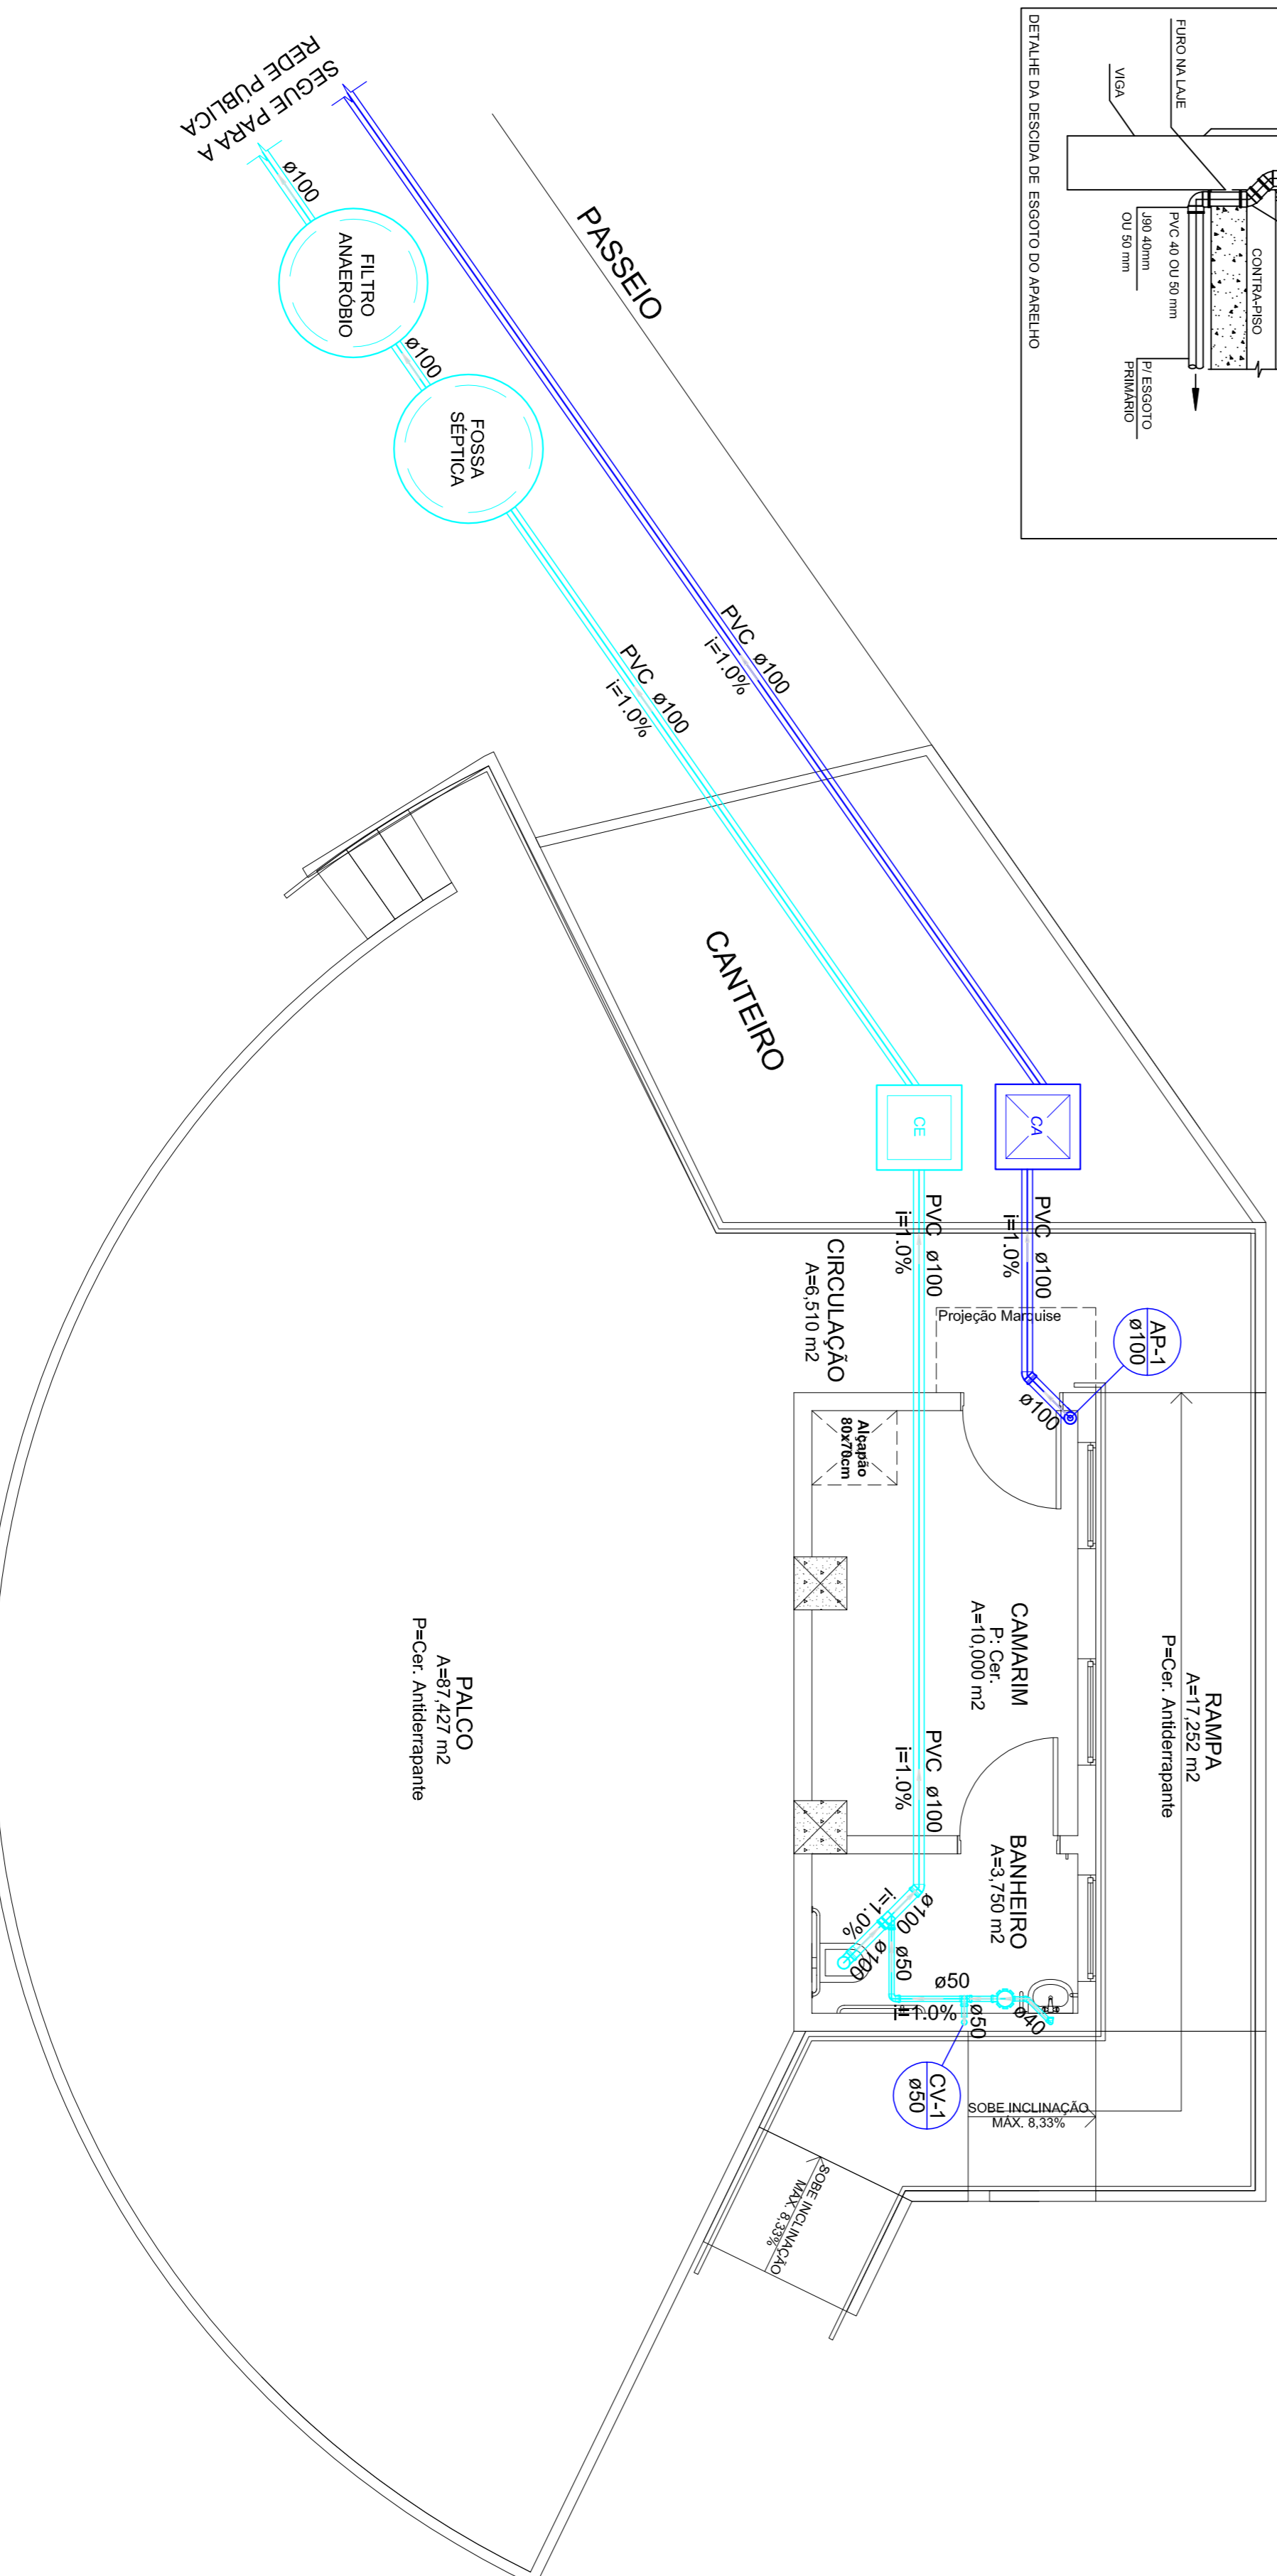 DETALHE DA DESCIDA DE ESGOTO DO APARELHO
FURO NA LAJE
VIGA
CONTRA-PISO
PVC 40 OU 50 mm
J90 40mm
OU 50 mm
P/ ESGOTO
PRIMÁRIO
SEGUE PARA A
REDE PÚBLICA
ø100
FILTRO
ANAERÓBIO
ø100
FOSSA
SÉPTICA
PASSEIO
PVC ø100
i=1.0%
PVC ø100
i=1.0%
CANTEIRO
CA
CE
PVC ø100
i=1.0%
PVC ø100
i=1.0%
CIRCULAÇÃO
A=6,510 m2
Projeção Marquise
AP-1
ø100
ø100
Alçapão
80x70cm
CAMARIM
P: Cer.
A=10,000 m2
RAMPA
A=17,252 m2
P=Cer. Antiderrapante
PALCO
A=87,427 m2
P=Cer. Antiderrapante
PVC ø100
i=1.0%
BANHEIRO
A=3,750 m2
ø100
i=1.0%
ø100
ø50
ø50
i=1.0%
ø50
ø40
CV-1
ø50
SOBE INCLINAÇÃO
MÁX. 8,33%
SOBE INCLINAÇÃO
MÁX. 8,33%